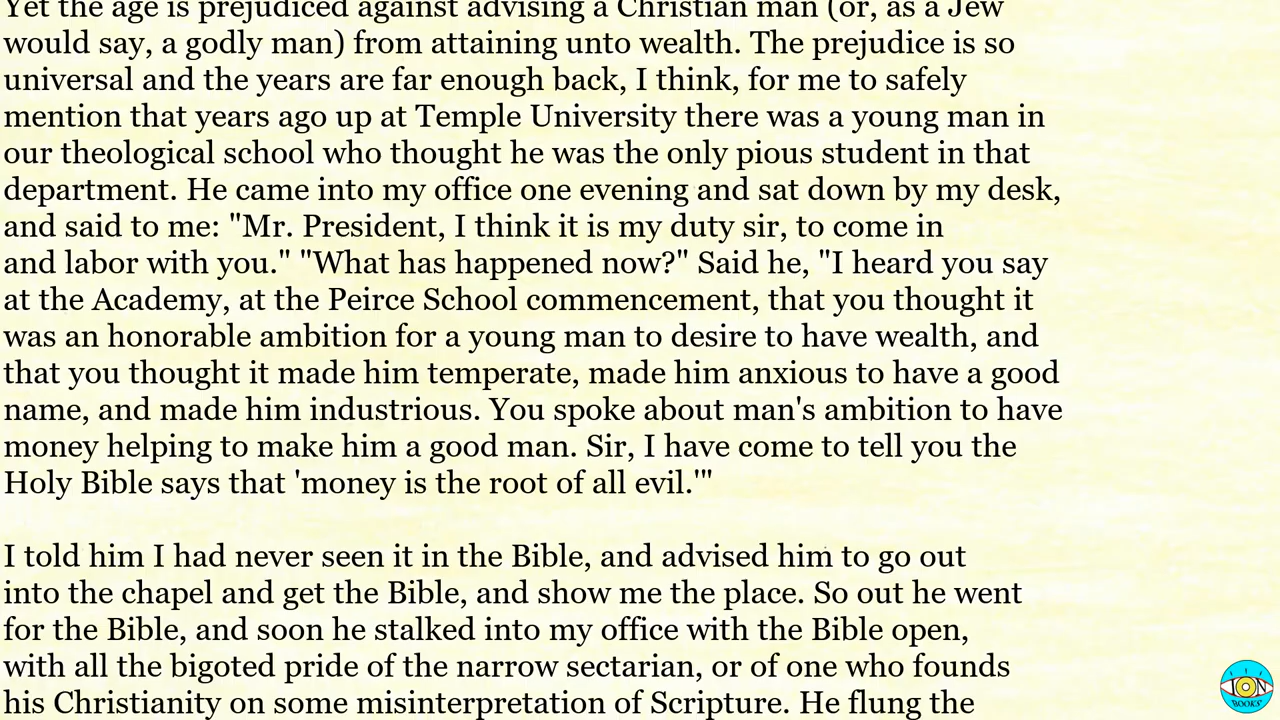 Yet the age is prejudiced against advising a Christian man (or, as a Jew
would say, a godly man) from attaining unto wealth. The prejudice is so
universal and the years are far enough back, I think, for me to safely
mention that years ago up at Temple University there was a young man in
our theological school who thought he was the only pious student in that
department. He came into my office one evening and sat down by my desk,
and said to me: "Mr. President, I think it is my duty sir, to come in
and labor with you." "What has happened now?" Said he, "I heard you say
at the Academy, at the Peirce School commencement, that you thought it
was an honorable ambition for a young man to desire to have wealth, and
that you thought it made him temperate, made him anxious to have a good
name, and made him industrious. You spoke about man's ambition to have
money helping to make him a good man. Sir, I have come to tell you the
Holy Bible says that 'money is the root of all evil.'"
I told him I had never seen it in the Bible, and advised him to go out
into the chapel and get the Bible, and show me the place. So out he went
for the Bible, and soon he stalked into my office with the Bible open,
with all the bigoted pride of the narrow sectarian, or of one who founds
his Christianity on some misinterpretation of Scripture. He flung the
ION
BOOKS